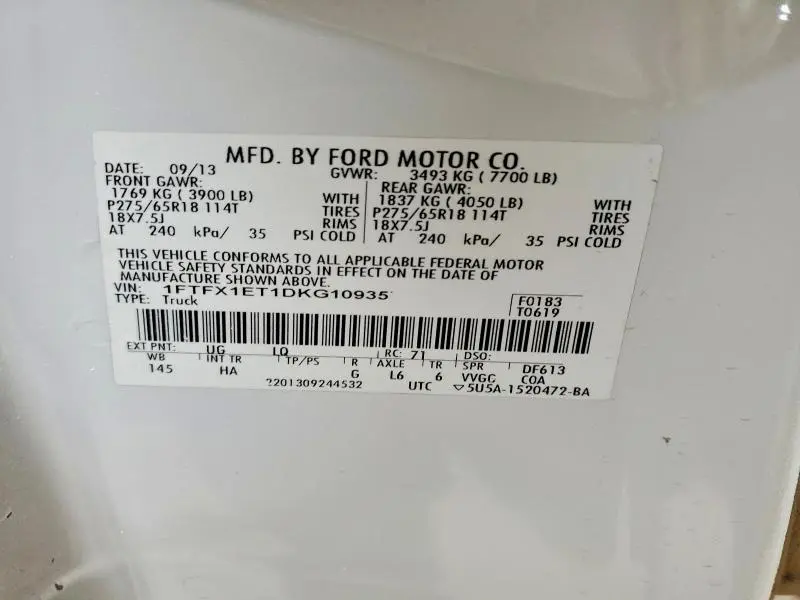 MFD. BY FORD MOTOR CO.
DATE: 09/13 GVWR: 3493 KG ( 7700 LB)
FRONT GAWR: REAR GAWR:
1769 KG ( 3900 LB) WITH 1837 KG ( 4050 LB) WITH
P275/65R18 114T TIRES P275/65R18 114T TIRES
18X7.5J RIMS 18X7.5J RIMS
AT 240 kPa/ 35 PSI COLD AT 240 kPa/ 35 PSI COLD
THIS VEHICLE CONFORMS TO ALL APPLICABLE FEDERAL MOTOR
VEHICLE SAFETY STANDARDS IN EFFECT ON THE DATE OF
MANUFACTURE SHOWN ABOVE.
VIN: 1FTFX1ET1DKG10935
TYPE: Truck F0183
T0619
EXT PNT: UG LQ RC: 71 DSO:
WB INT TR TP/PS R AXLE TR SPR DF613
145 HA G L6 6 VVGC COA
2201309244532 UTC ▽5U5A-1520472-BA